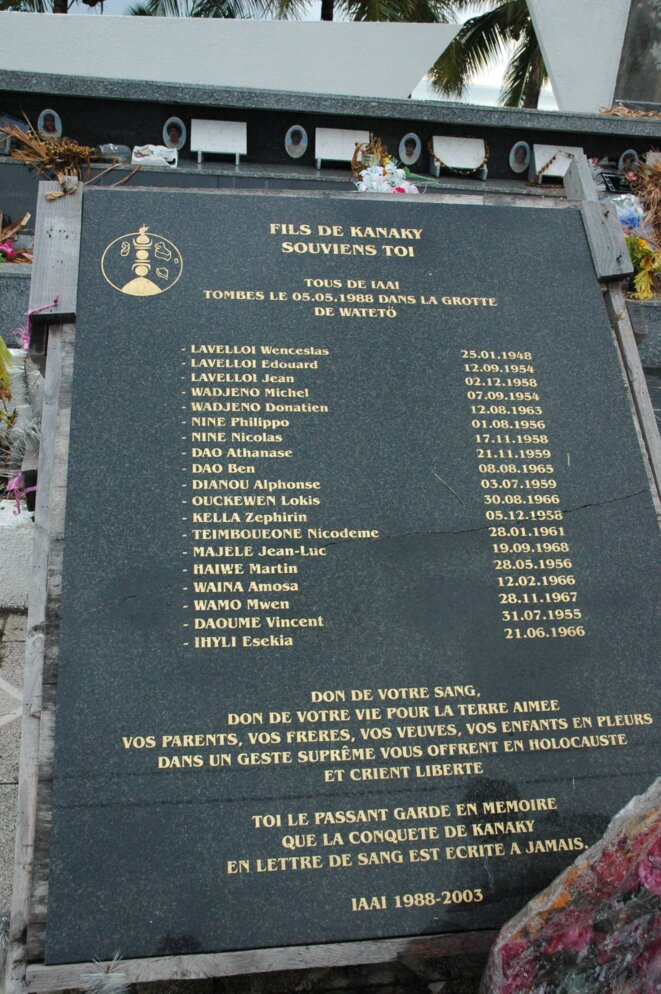 FILS DE KANAKY
SOUVIENS TOI
TOUS DE IAAI
TOMBES LE 05.05.1988 DANS LA GROTTE
DE WATETÖ
- LAVELLOI Wenceslas 25.01.1948
- LAVELLOI Edouard 12.09.1954
- LAVELLOI Jean 02.12.1958
- WADJENO Michel 07.09.1954
- WADJENO Donatien 12.08.1963
- NINE Philippo 01.08.1956
- NINE Nicolas 17.11.1958
- DAO Athanase 21.11.1959
- DAO Ben 08.08.1965
- DIANOU Alphonse 03.07.1959
- OUCKEWEN Lokis 30.08.1966
- KELLA Zephirin 05.12.1958
- TEIMBOUEONE Nicodeme 28.01.1961
- MAJELE Jean-Luc 19.09.1968
- HAIWE Martin 28.05.1956
- WAINA Amosa 12.02.1966
- WAMO Mwen 28.11.1967
- DAOUME Vincent 31.07.1955
- IHYLI Esekia 21.06.1966
DON DE VOTRE SANG,
DON DE VOTRE VIE POUR LA TERRE AIMEE
VOS PARENTS, VOS FRERES, VOS VEUVES, VOS ENFANTS EN PLEURS
DANS UN GESTE SUPRÊME VOUS OFFRENT EN HOLOCAUSTE
ET CRIENT LIBERTE
TOI LE PASSANT GARDE EN MEMOIRE
QUE LA CONQUETE DE KANAKY
EN LETTRE DE SANG EST ECRITE A JAMAIS.
IAAI 1988-2003